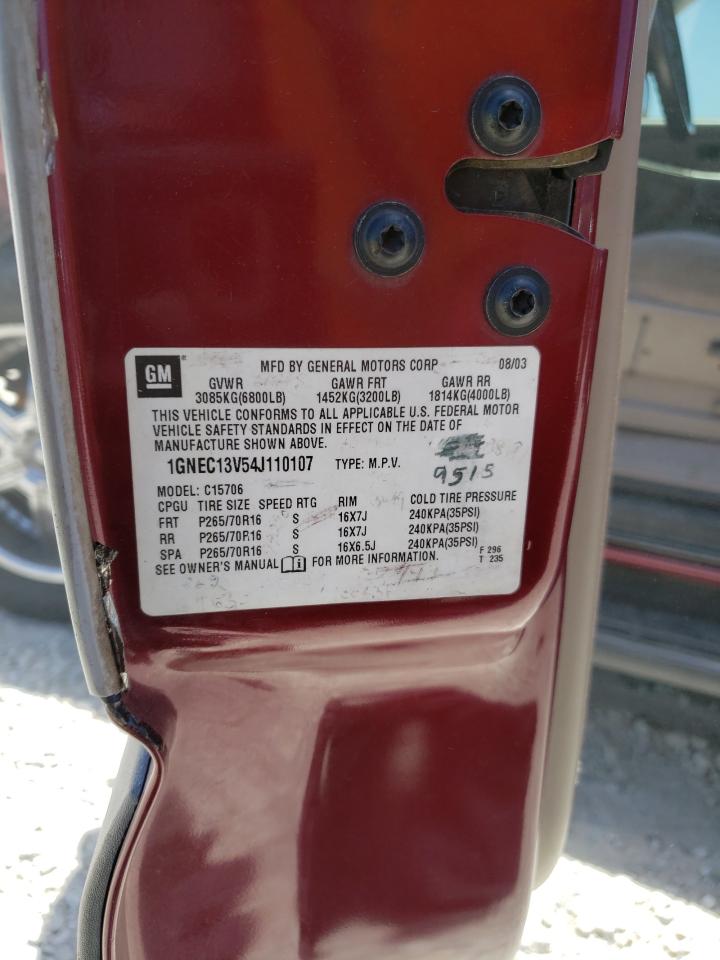 GM® MFD BY GENERAL MOTORS CORP 08/03
GVWR GAWR FRT GAWR RR
3085KG(6800LB) 1452KG(3200LB) 1814KG(4000LB)
THIS VEHICLE CONFORMS TO ALL APPLICABLE U.S. FEDERAL MOTOR
VEHICLE SAFETY STANDARDS IN EFFECT ON THE DATE OF
MANUFACTURE SHOWN ABOVE.
1GNEC13V54J110107 TYPE: M.P.V.
9515
MODEL: C15706
CPGU TIRE SIZE SPEED RTG RIM COLD TIRE PRESSURE
FRT P265/70R16 S 16X7J 240KPA(35PSI)
RR P265/70R16 S 16X7J 240KPA(35PSI)
SPA P265/70R16 S 16X6.5J 240KPA(35PSI)
SEE OWNER'S MANUAL FOR MORE INFORMATION.
F 296
T 235